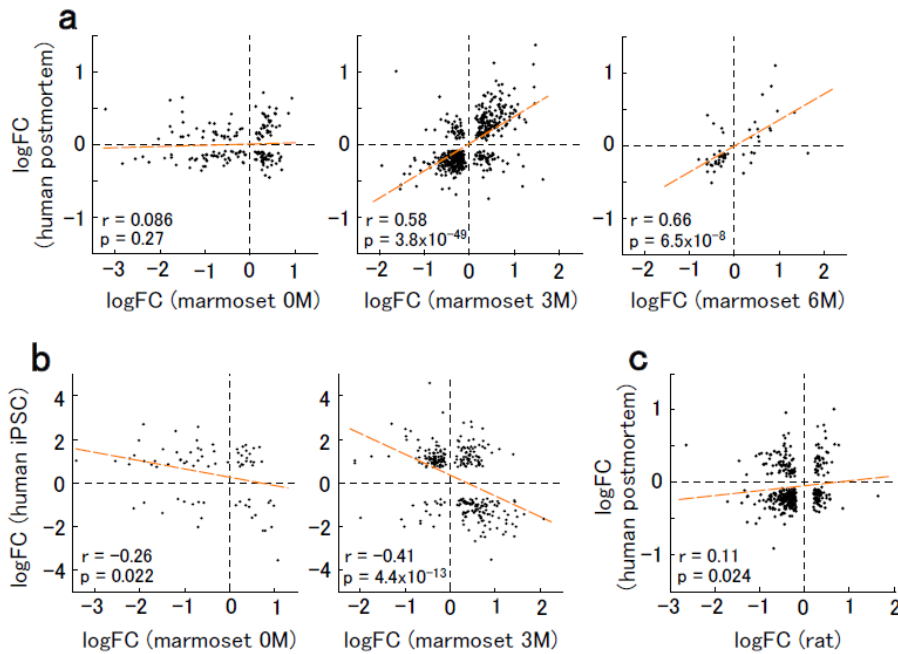 a
logFC
(human postmortem)
1
0
−1
r = 0.086
p = 0.27
−3 −2 −1 0 1
logFC (marmoset 0M)
1
0
−1
r = 0.58
p = 3.8x10⁻⁴⁹
−2 −1 0 1 2
logFC (marmoset 3M)
1
0
−1
r = 0.66
p = 6.5x10⁻⁸
−2 −1 0 1 2
logFC (marmoset 6M)
b
logFC (human iPSC)
4
2
0
−2
−4
r = −0.26
p = 0.022
−3 −2 −1 0 1
logFC (marmoset 0M)
4
2
0
−2
−4
r = −0.41
p = 4.4x10⁻¹³
−2 −1 0 1 2
logFC (marmoset 3M)
c
logFC
(human postmortem)
1
0
−1
r = 0.11
p = 0.024
−3 −2 −1 0 1 2
logFC (rat)